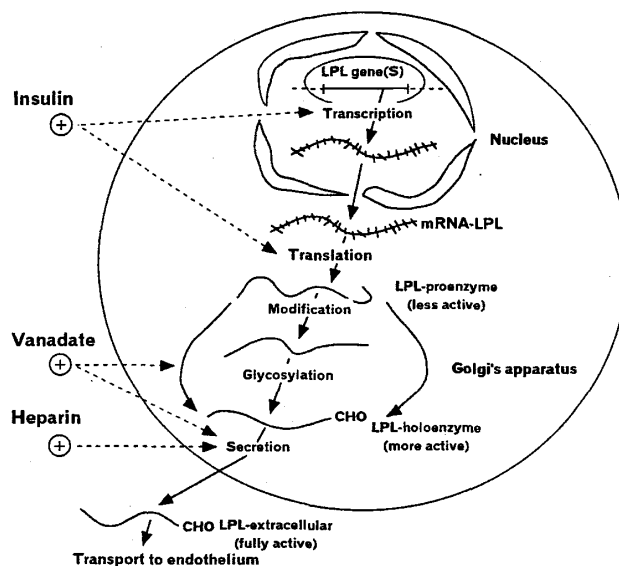 LPL gene(S)
Insulin
+
Transcription
Nucleus
mRNA-LPL
Translation
LPL-proenzyme
(less active)
Modification
Vanadate
+
Golgi's apparatus
Glycosylation
Heparin
+
CHO
LPL-holoenzyme
(more active)
Secretion
CHO LPL-extracellular
(fully active)
Transport to endothelium